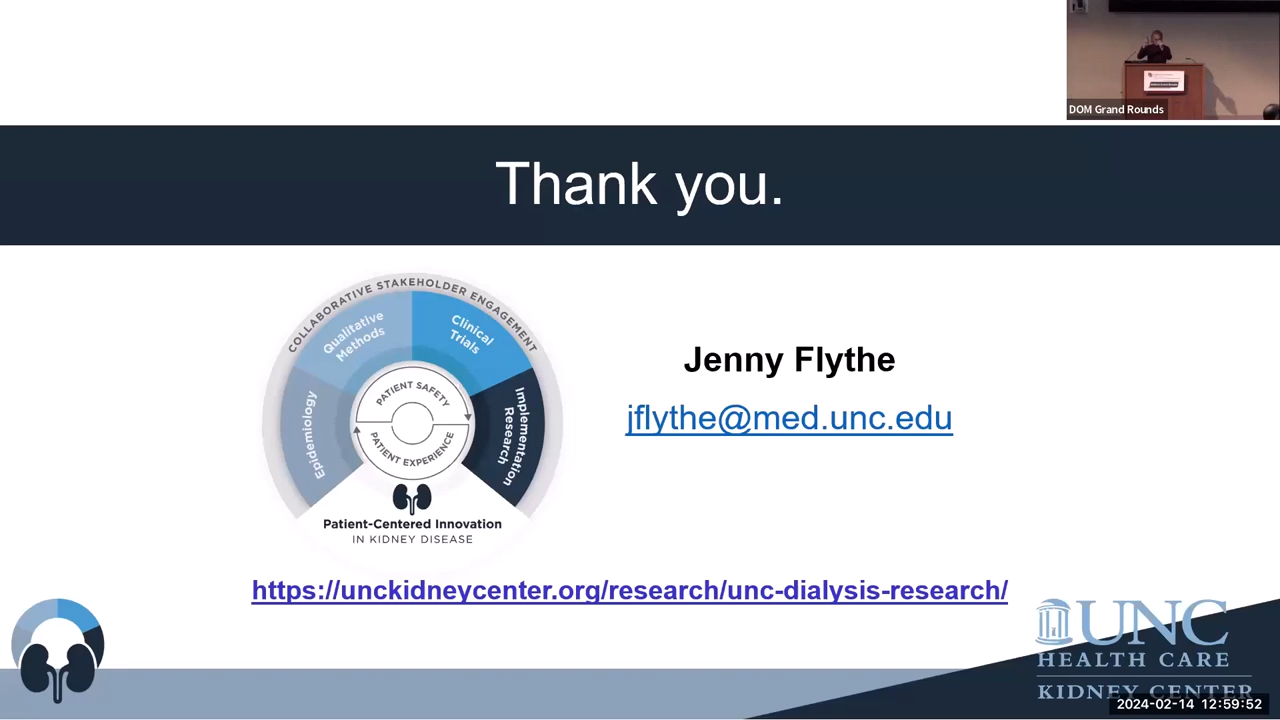 DOM Grand Rounds
Thank you.
COLLABORATIVE STAKEHOLDER ENGAGEMENT
Qualitative
Methods
Clinical
Trials
Epidemiology
Implementation
Research
PATIENT SAFETY
PATIENT EXPERIENCE
Patient-Centered Innovation
IN KIDNEY DISEASE
Jenny Flythe
jflythe@med.unc.edu
https://unckidneycenter.org/research/unc-dialysis-research/
UNC
HEALTH CARE
KIDNEY CENTER
2024-02-14 12:59:52